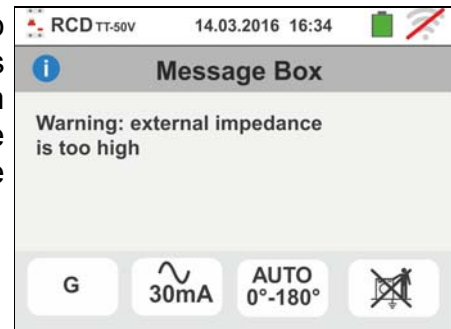 RCD TT-50V 14.03.2016 16:34
Message Box
Warning: external impedance
is too high
G 30mA AUTO
0°-180°